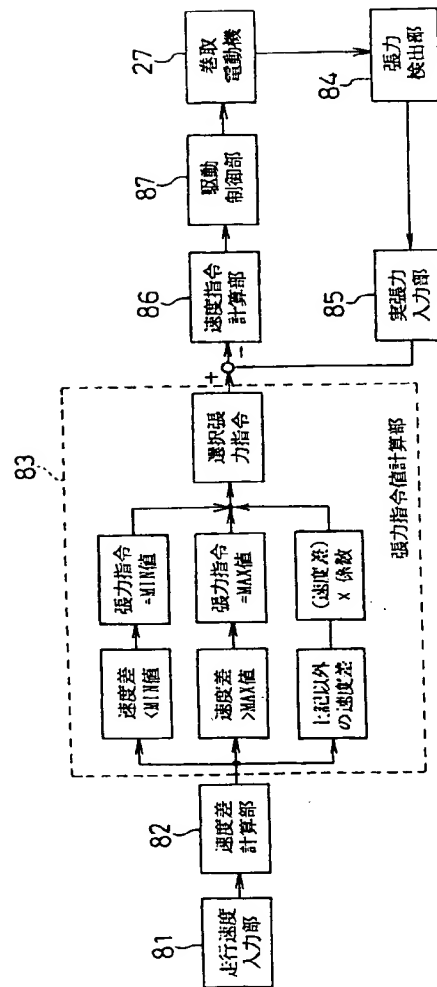 81
走行速度
入力部
82
速度差
計算部
83
速度差
<MIN値
張力指令
=MIN値
速度差
>MAX値
張力指令
=MAX値
上記以外
の速度差
(速度差)
× 係数
選択張
力指令
張力指令値計算部
+
-
86
速度指令
計算部
87
駆動
制御部
27
巻取
電動機
84
張力
検出部
85
実張力
入力部